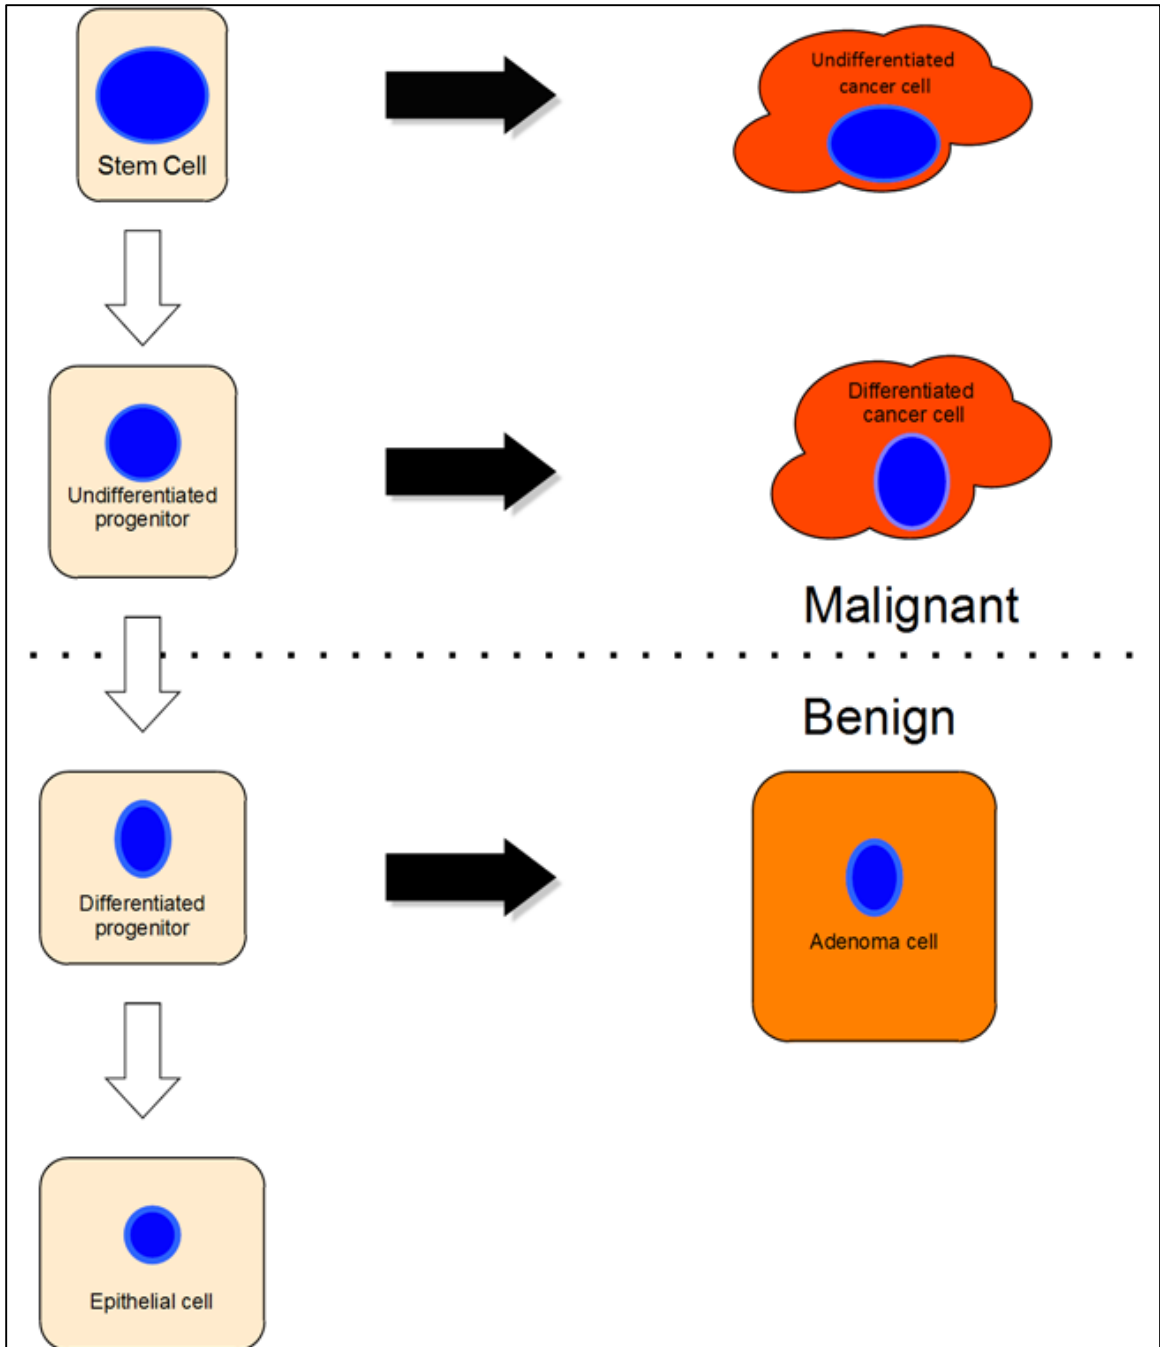 Stem Cell
Undifferentiated
cancer cell
Undifferentiated
progenitor
Differentiated
cancer cell
Malignant
Benign
Differentiated
progenitor
Adenoma cell
Epithelial cell